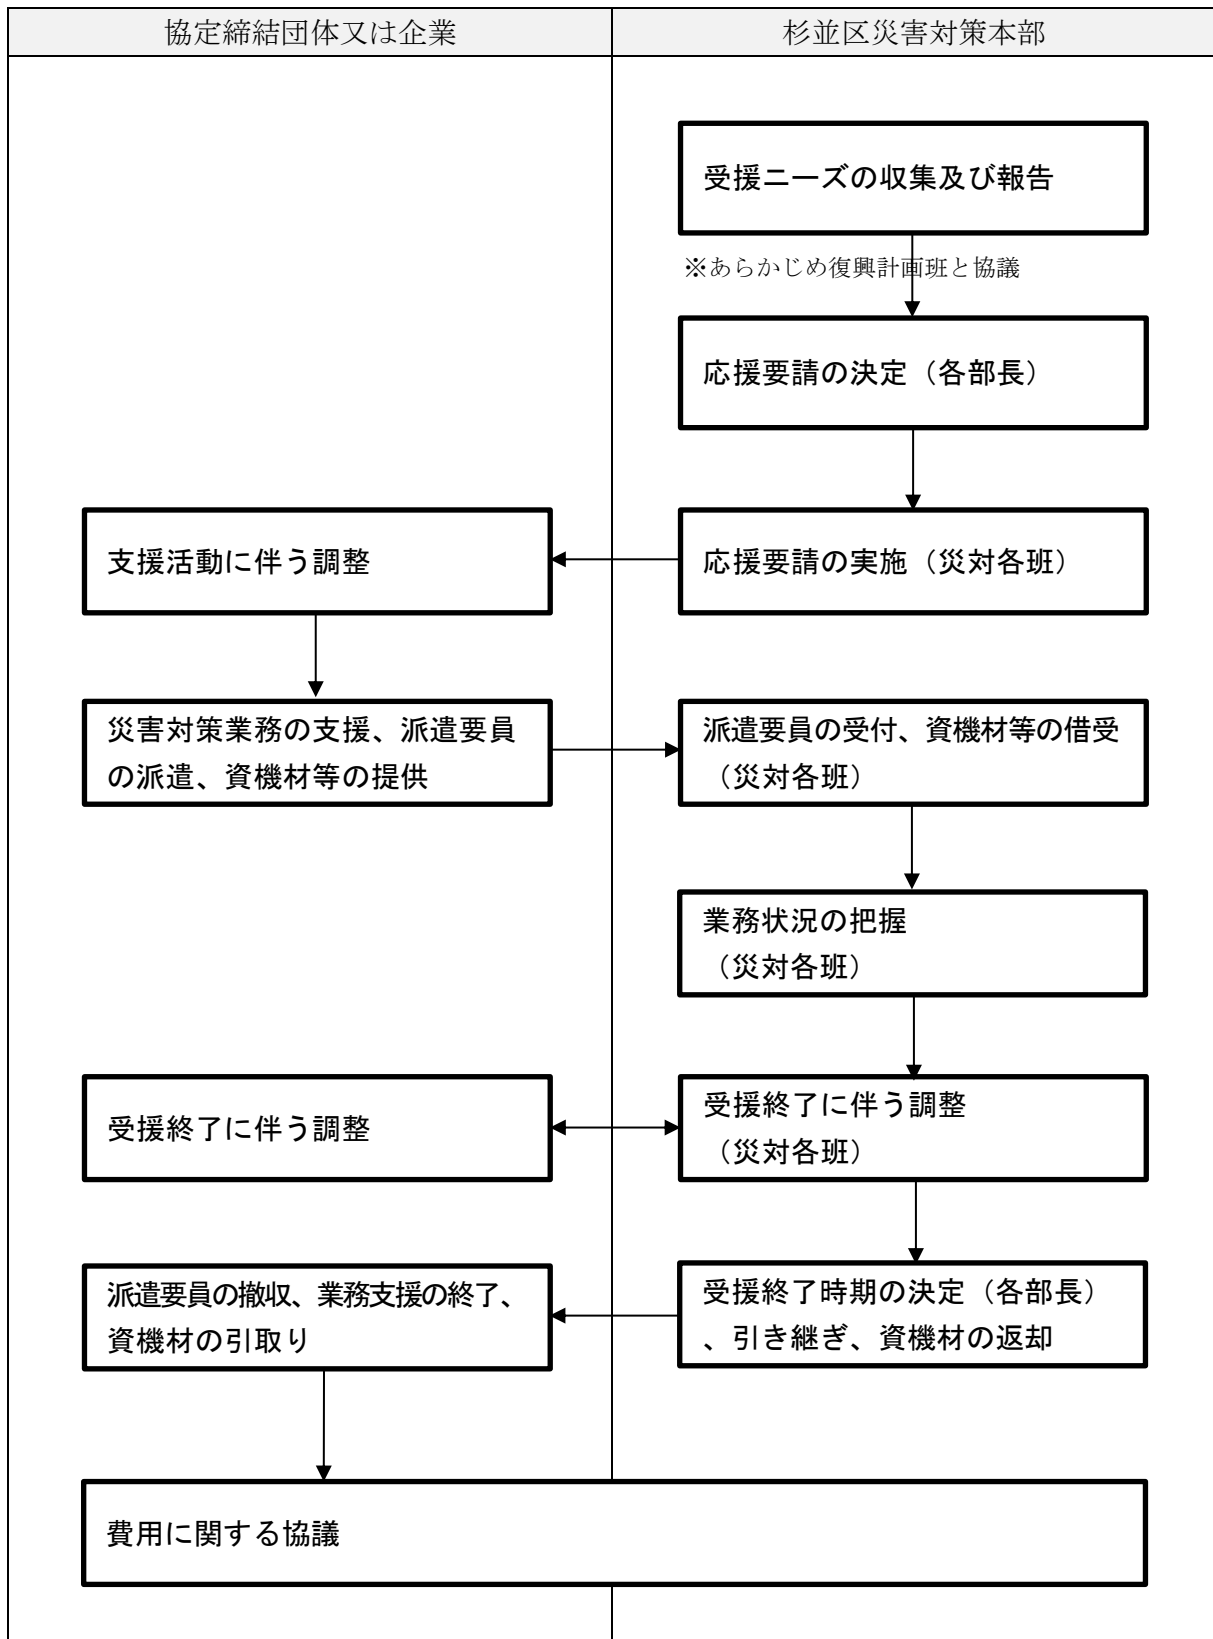 協定締結団体又は企業
杉並区災害対策本部
受援ニーズの収集及び報告
※あらかじめ復興計画班と協議
応援要請の決定（各部長）
支援活動に伴う調整
応援要請の実施（災対各班）
災害対策業務の支援、派遣要員
の派遣、資機材等の提供
派遣要員の受付、資機材等の借受
（災対各班）
業務状況の把握
（災対各班）
受援終了に伴う調整
受援終了に伴う調整
（災対各班）
派遣要員の撤収、業務支援の終了、
資機材の引取り
受援終了時期の決定（各部長）
、引き継ぎ、資機材の返却
費用に関する協議